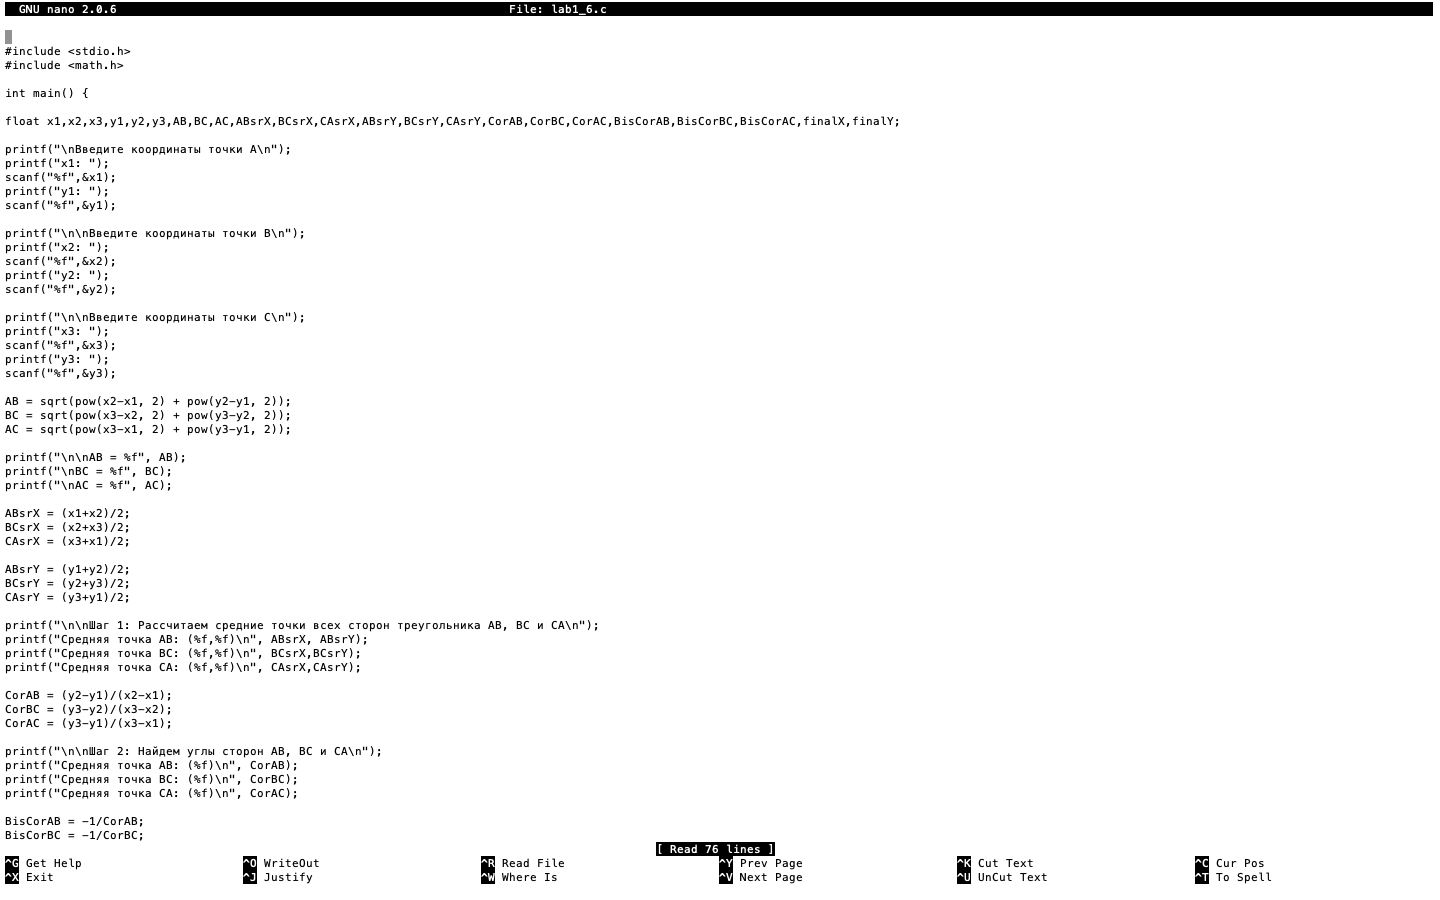 GNU nano 2.0.6 File: lab1_6.c
#include <stdio.h>
#include <math.h>
int main() {
float x1,x2,x3,y1,y2,y3,AB,BC,AC,ABsrX,BCsrX,CAsrX,ABsrY,BCsrY,CAsrY,CorAB,CorBC,CorAC,BisCorAB,BisCorBC,BisCorAC,finalX,finalY;
printf("\nВведите координаты точки A\n");
printf("x1: ");
scanf("%f",&x1);
printf("y1: ");
scanf("%f",&y1);
printf("\n\nВведите координаты точки B\n");
printf("x2: ");
scanf("%f",&x2);
printf("y2: ");
scanf("%f",&y2);
printf("\n\nВведите координаты точки C\n");
printf("x3: ");
scanf("%f",&x3);
printf("y3: ");
scanf("%f",&y3);
AB = sqrt(pow(x2-x1, 2) + pow(y2-y1, 2));
BC = sqrt(pow(x3-x2, 2) + pow(y3-y2, 2));
AC = sqrt(pow(x3-x1, 2) + pow(y3-y1, 2));
printf("\n\nAB = %f", AB);
printf("\nBC = %f", BC);
printf("\nAC = %f", AC);
ABsrX = (x1+x2)/2;
BCsrX = (x2+x3)/2;
CAsrX = (x3+x1)/2;
ABsrY = (y1+y2)/2;
BCsrY = (y2+y3)/2;
CAsrY = (y3+y1)/2;
printf("\n\nШаг 1: Рассчитаем средние точки всех сторон треугольника AB, BC и CA\n");
printf("Средняя точка AB: (%f,%f)\n", ABsrX, ABsrY);
printf("Средняя точка BC: (%f,%f)\n", BCsrX,BCsrY);
printf("Средняя точка CA: (%f,%f)\n", CAsrX,CAsrY);
CorAB = (y2-y1)/(x2-x1);
CorBC = (y3-y2)/(x3-x2);
CorAC = (y3-y1)/(x3-x1);
printf("\n\nШаг 2: Найдем углы сторон AB, BC и CA\n");
printf("Средняя точка AB: (%f)\n", CorAB);
printf("Средняя точка BC: (%f)\n", CorBC);
printf("Средняя точка CA: (%f)\n", CorAC);
BisCorAB = -1/CorAB;
BisCorBC = -1/CorBC;
[ Read 76 lines ]
^G Get Help ^O WriteOut ^R Read File ^Y Prev Page ^K Cut Text ^C Cur Pos
^X Exit ^J Justify ^W Where Is ^V Next Page ^U UnCut Text ^T To Spell